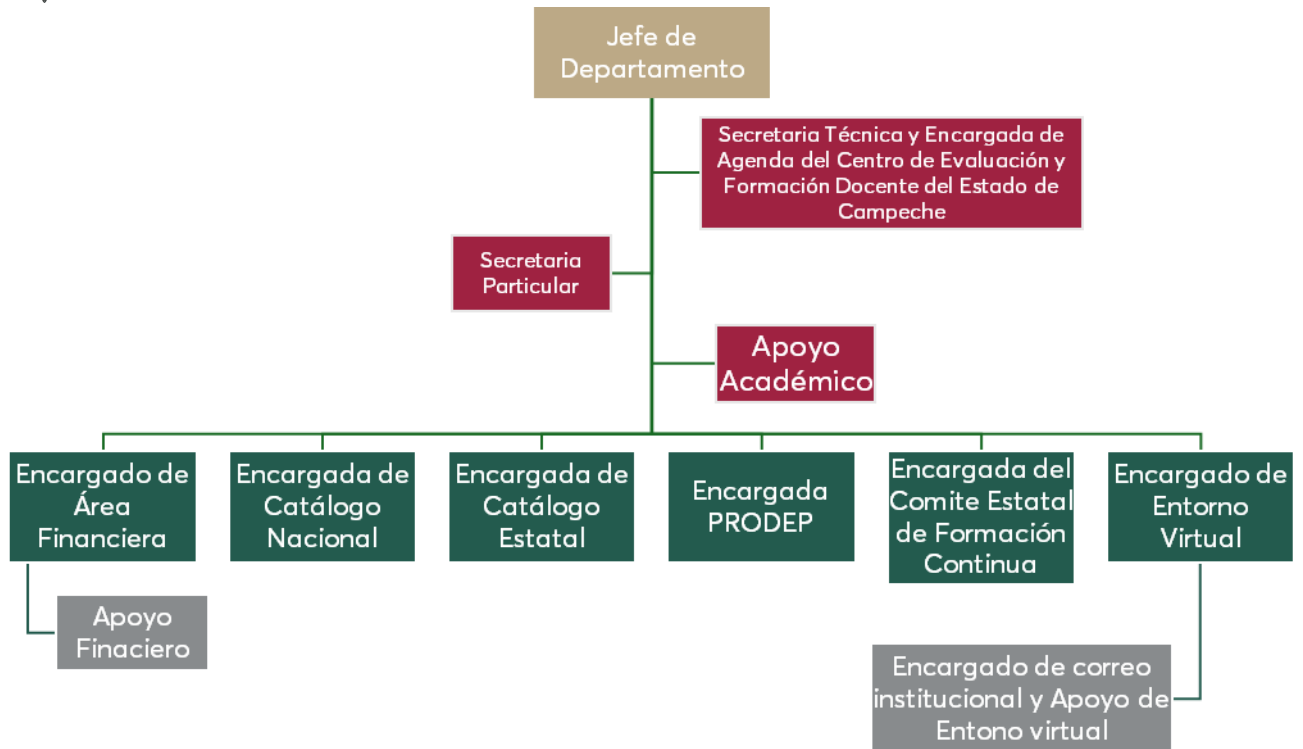 Jefe de
Departamento
Secretaria Técnica y Encargada de
Agenda del Centro de Evaluación y
Formación Docente del Estado de
Campeche
Secretaria
Particular
Apoyo
Académico
Encargado de
Área
Financiera
Encargada de
Catálogo
Nacional
Encargada de
Catálogo
Estatal
Encargada
PRODEP
Encargada del
Comite Estatal
de Formación
Continua
Encargado de
Entorno
Virtual
Apoyo
Finaciero
Encargado de correo
institucional y Apoyo de
Entono virtual